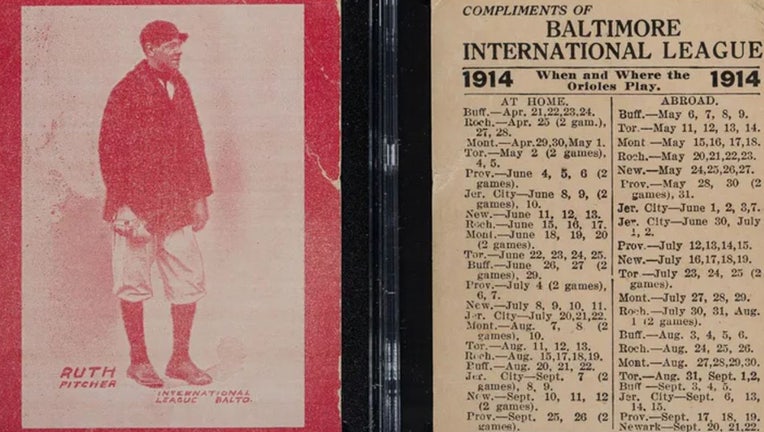 RUTH
PITCHER
INTERNATIONAL
LEAGUE BALTO.
COMPLIMENTS OF
BALTIMORE
INTERNATIONAL LEAGUE
1914 When and Where the 1914
Orioles Play.
AT HOME.
Buff.—Apr. 21,22,23,24.
Roch.—Apr. 25 (2 gam.),
27, 28.
Mont.—Apr.29,30,May 1.
Tor.—May 2 (2 games),
4, 5.
Prov.—June 4, 5, 6 (2
games).
Jer. City—June 8, 9, (2
games), 10.
New.—June 11, 12, 13.
Roch.—June 15, 16, 17.
Mont.—June 18, 19, 20
(2 games).
Tor.—June 22, 23, 24, 25.
Buff.—June 26, 27 (2
games), 29.
Prov.—July 4 (2 games),
6, 7.
New.—July 8, 9, 10, 11.
Jer. City—July 20,21,22.
Mont.—Aug. 7, 8 (2
games), 10.
Tor.—Aug. 11, 12, 13.
Roch.—Aug. 15,17,18,19.
Buff.—Aug. 20, 21, 22.
Jer. City—Sept. 7 (2
games), 8, 9.
New.—Sept. 10, 11, 12
(2 games).
Prov.—Sept. 25, 26 (2
games).
ABROAD.
Buff.—May 6, 7, 8, 9.
Tor.—May 11, 12, 13, 14.
Mont—May 15,16, 17,18.
Roch.—May 20,21,22,23.
New.—May 24,25,26,27.
Prov.—May 28, 30 (2
games), 31.
Jer. City—June 1, 2, 3,7.
Jer. City—June 30, July
1, 2.
Prov.—July 12,13,14,15.
New.—July 16,17,18,19.
Tor—July 23, 24, 25 (2
games).
Mont.—July 27, 28, 29.
Roch.—July 30, 31, Aug.
1 (2 games).
Buff.—Aug. 3, 4, 5, 6.
Roch.—Aug. 24, 25, 26.
Mont.—Aug. 27,28,29,30.
Tor.—Aug. 31, Sept. 1,2,
Buff—Sept. 3, 4, 5.
Jer. City—Sept. 6, 13,
14, 15.
Prov.—Sept. 17, 18, 19.
Newark—Sept. 20, 21,22.